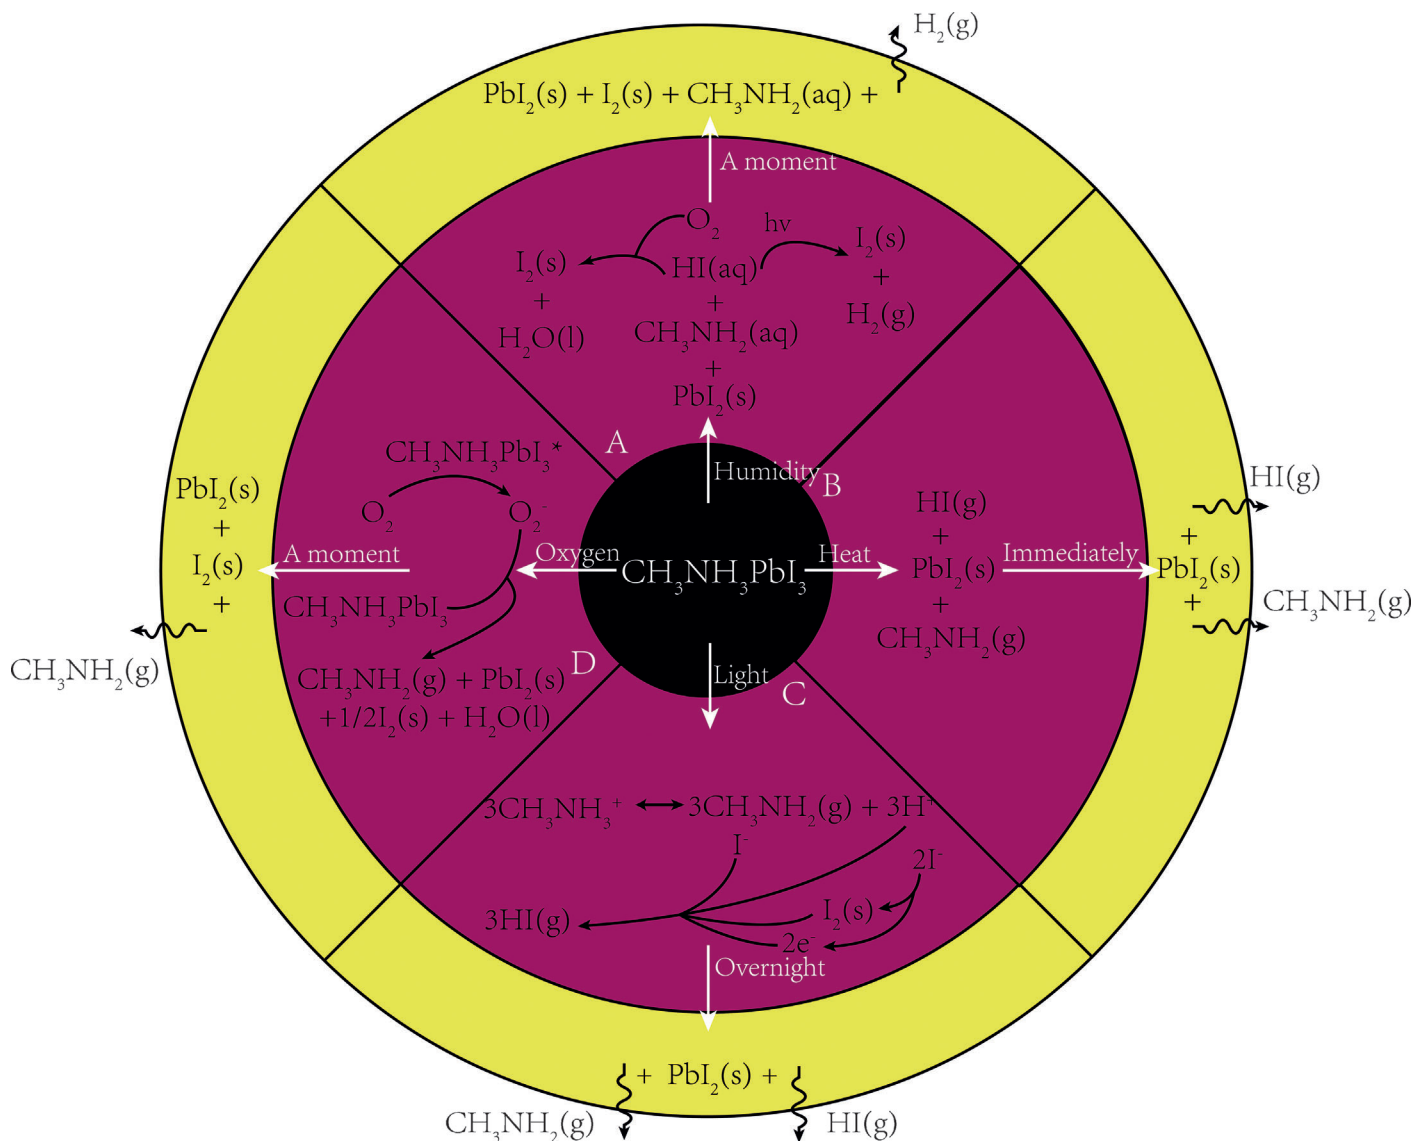 H₂(g)
PbI₂(s) + I₂(s) + CH₃NH₂(aq) +
A moment
O₂
hv
I₂(s)
+
H₂O(l)
HI(aq)
+
CH₃NH₂(aq)
+
PbI₂(s)
I₂(s)
+
H₂(g)
A
Humidity
B
CH₃NH₃PbI₃*
O₂
O₂⁻
PbI₂(s)
+
I₂(s)
+
CH₃NH₂(g)
A moment
Oxygen
CH₃NH₃PbI₃
Heat
HI(g)
+
PbI₂(s)
+
CH₃NH₂(g)
Immediately
HI(g)
+
PbI₂(s)
+
CH₃NH₂(g)
CH₃NH₃PbI₃
CH₃NH₂(g) + PbI₂(s)
+1/2I₂(s) + H₂O(l)
D
Light
C
3CH₃NH₃⁺ ↔ 3CH₃NH₂(g) + 3H⁺
I⁻
2I⁻
3HI(g)
I₂(s)
2e⁻
Overnight
+ PbI₂(s) +
CH₃NH₂(g)
HI(g)